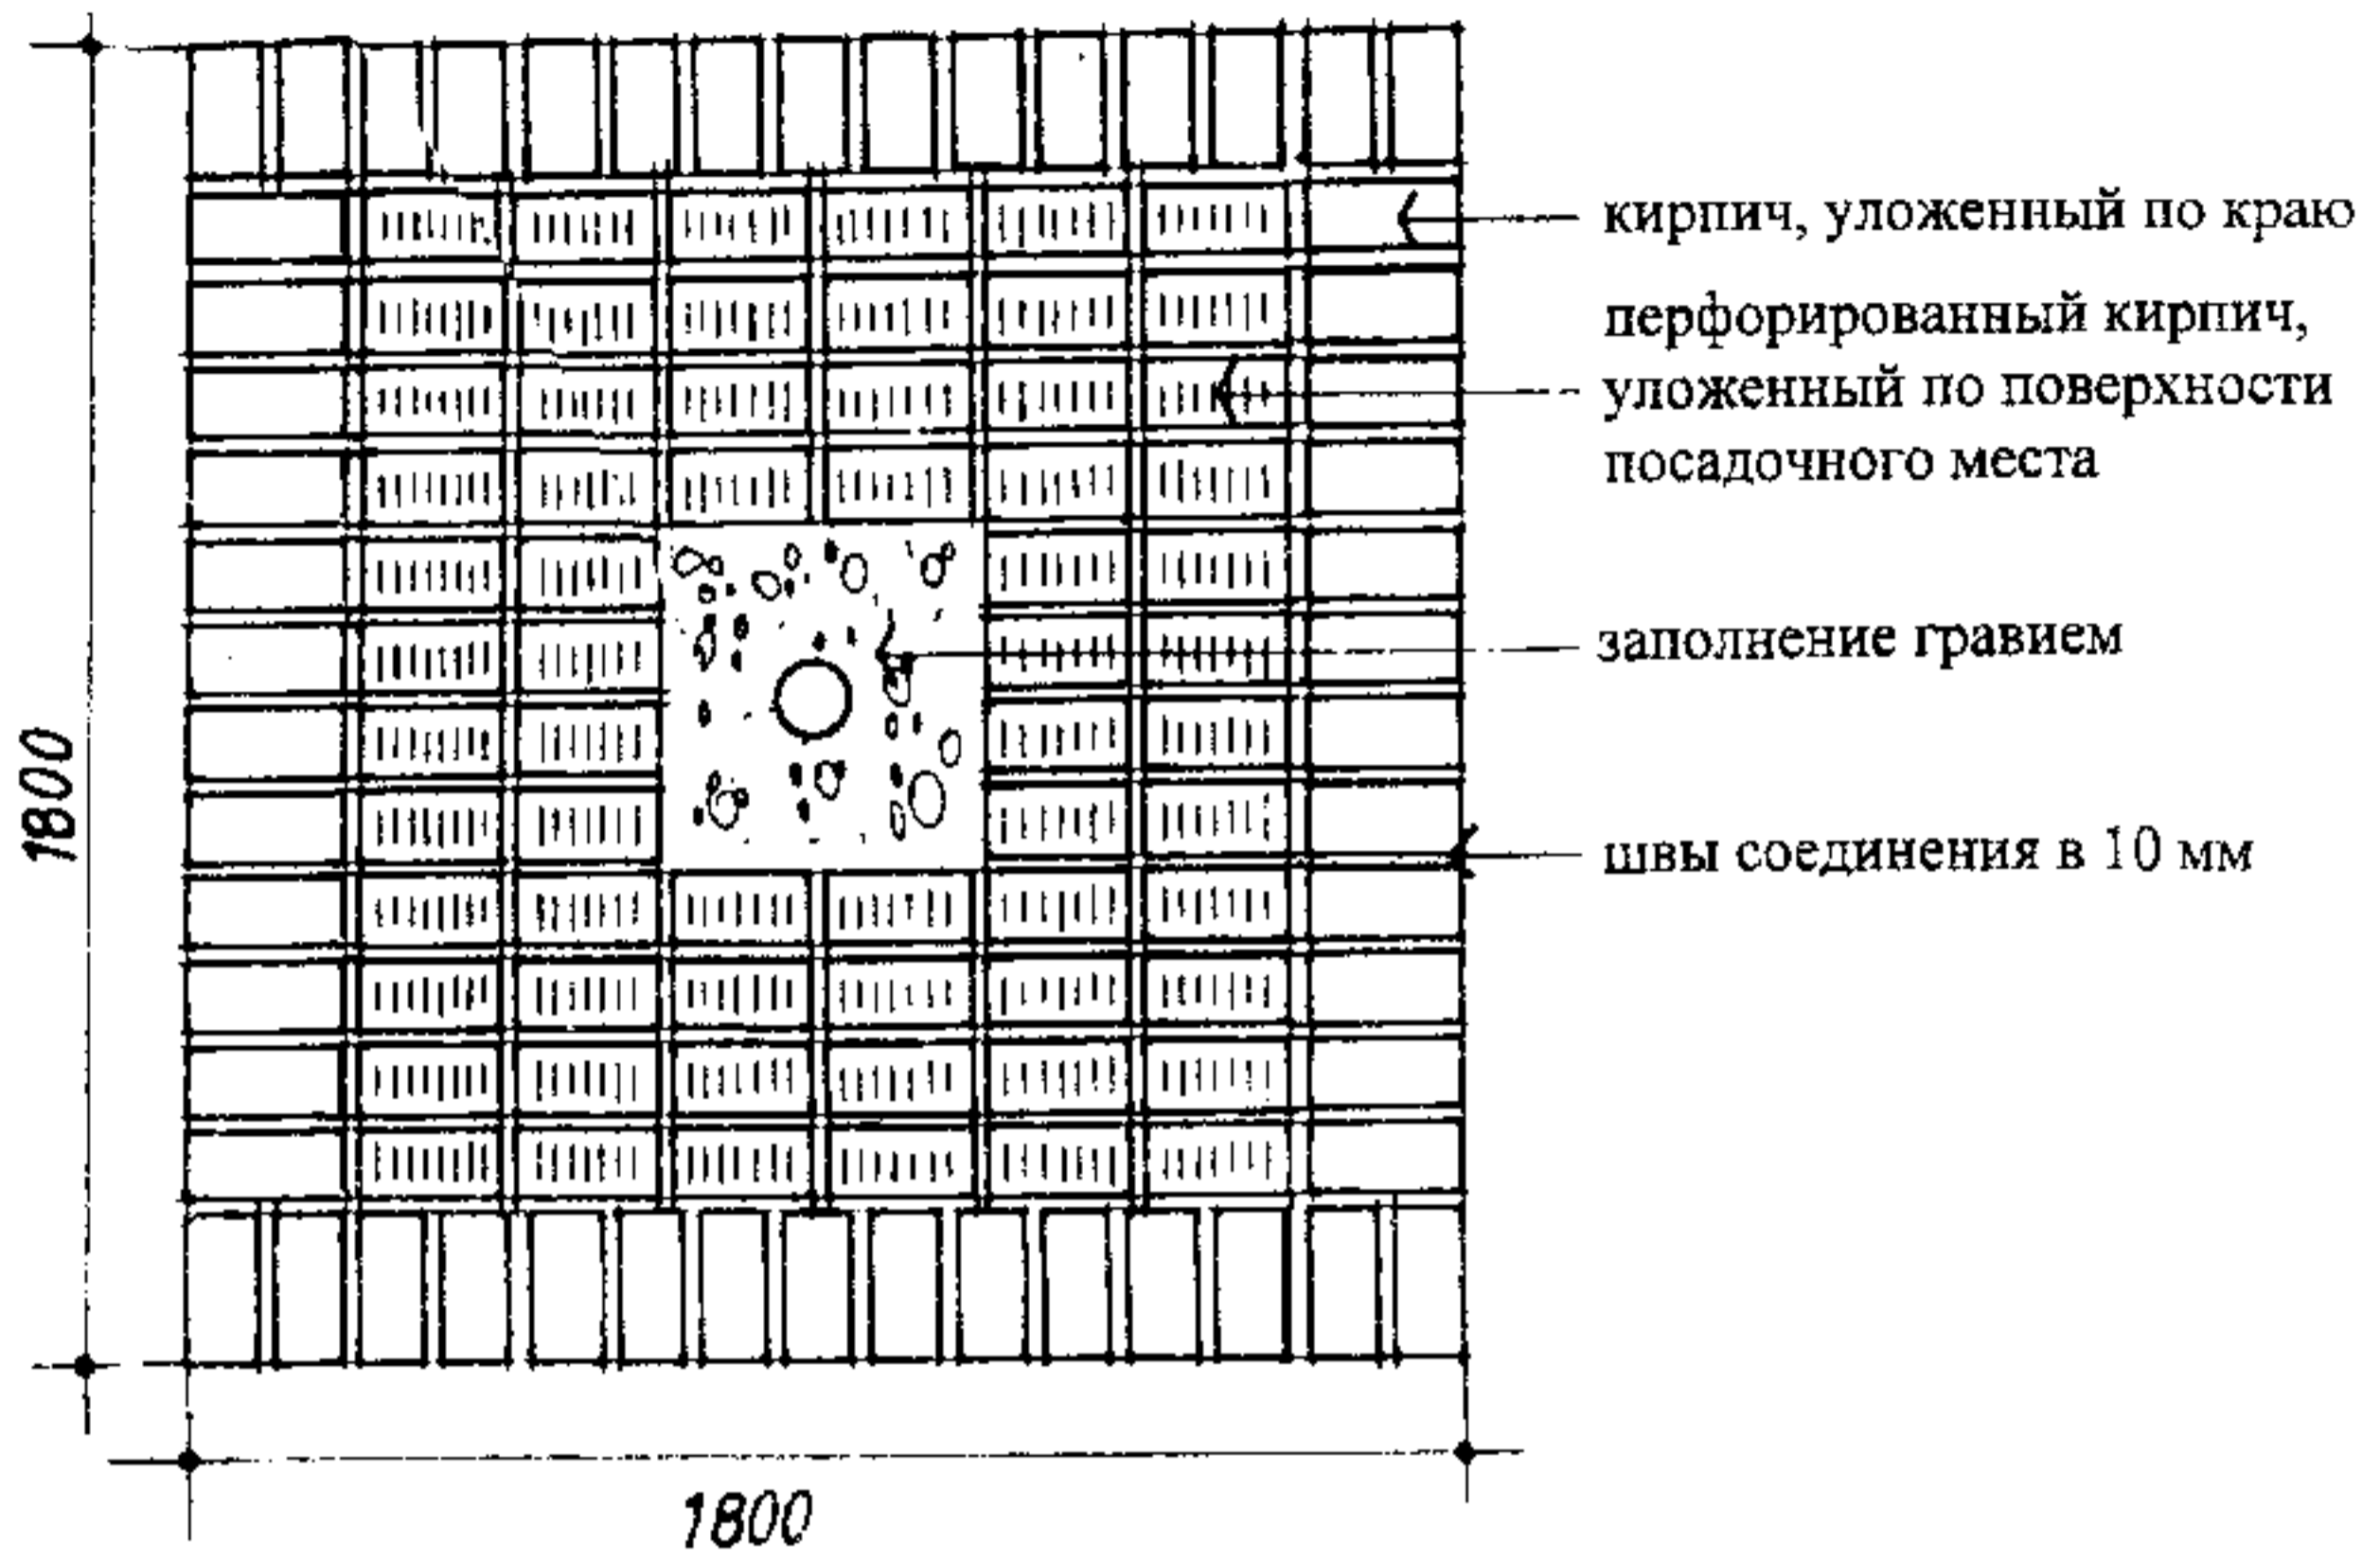 кирпич, уложенный по краю
перфорированный кирпич,
уложенный по поверхности
посадочного места
заполнение гравием
швы соединения в 10 мм
1800
1800